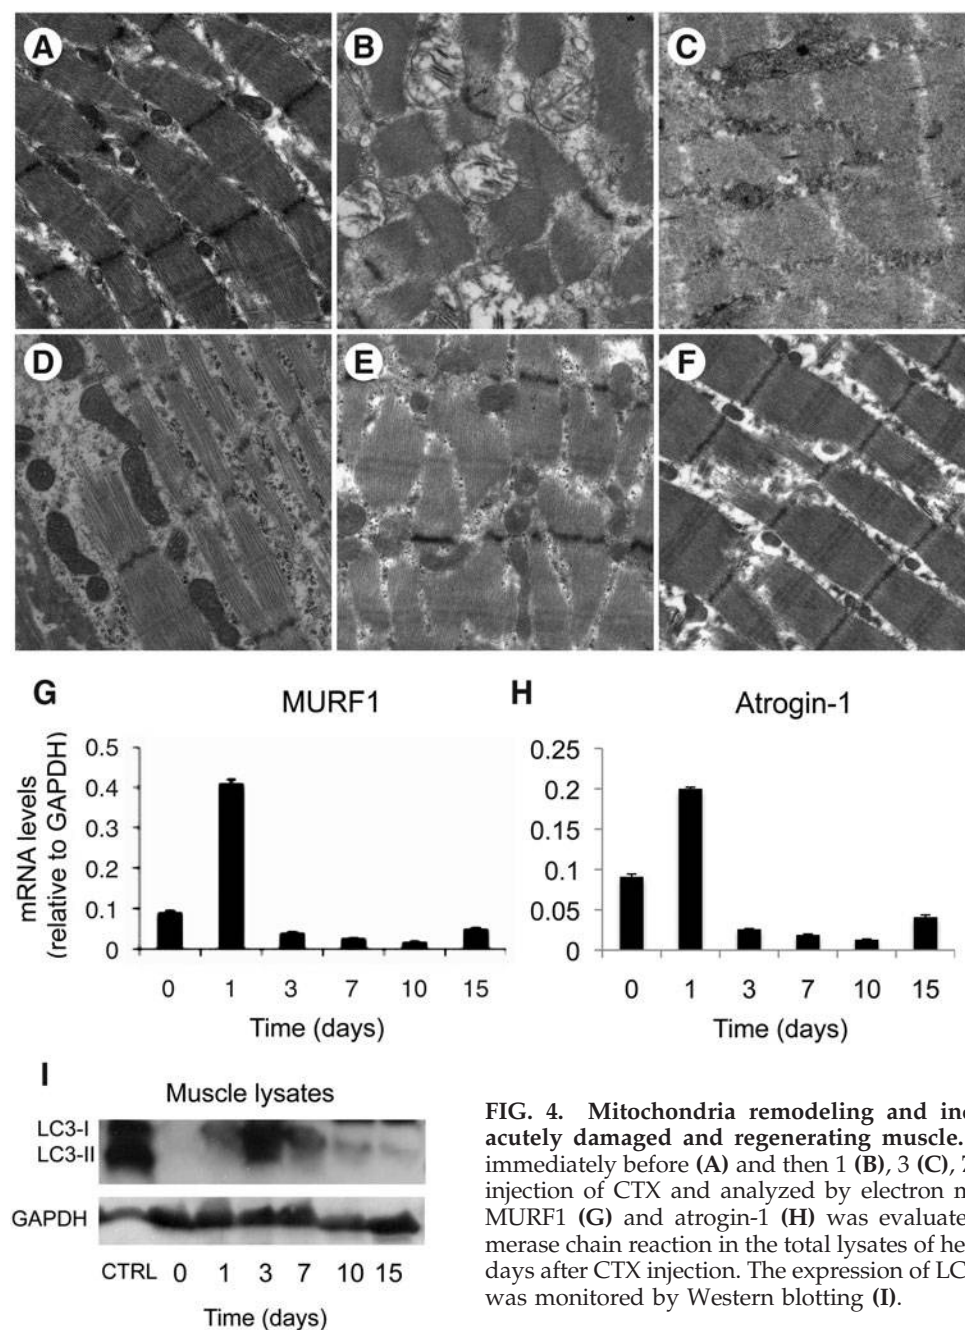 A
B
C
D
E
F
G
MURF1
H
Atrogin-1
mRNA levels
(relative to GAPDH)
0.5
0.4
0.3
0.2
0.1
0
0 1 3 7 10 15
Time (days)
0.25
0.2
0.15
0.1
0.05
0
0 1 3 7 10 15
Time (days)
I
Muscle lysates
LC3-I
LC3-II
GAPDH
CTRL 0 1 3 7 10 15
Time (days)
FIG. 4. Mitochondria remodeling and
acutely damaged and regenerating muscle.
immediately before (A) and then 1 (B), 3 (C),
injection of CTX and analyzed by electron
MURF1 (G) and atrogin-1 (H) was
merase chain reaction in the total lysates of
days after CTX injection. The expression of
was monitored by Western blotting (I).